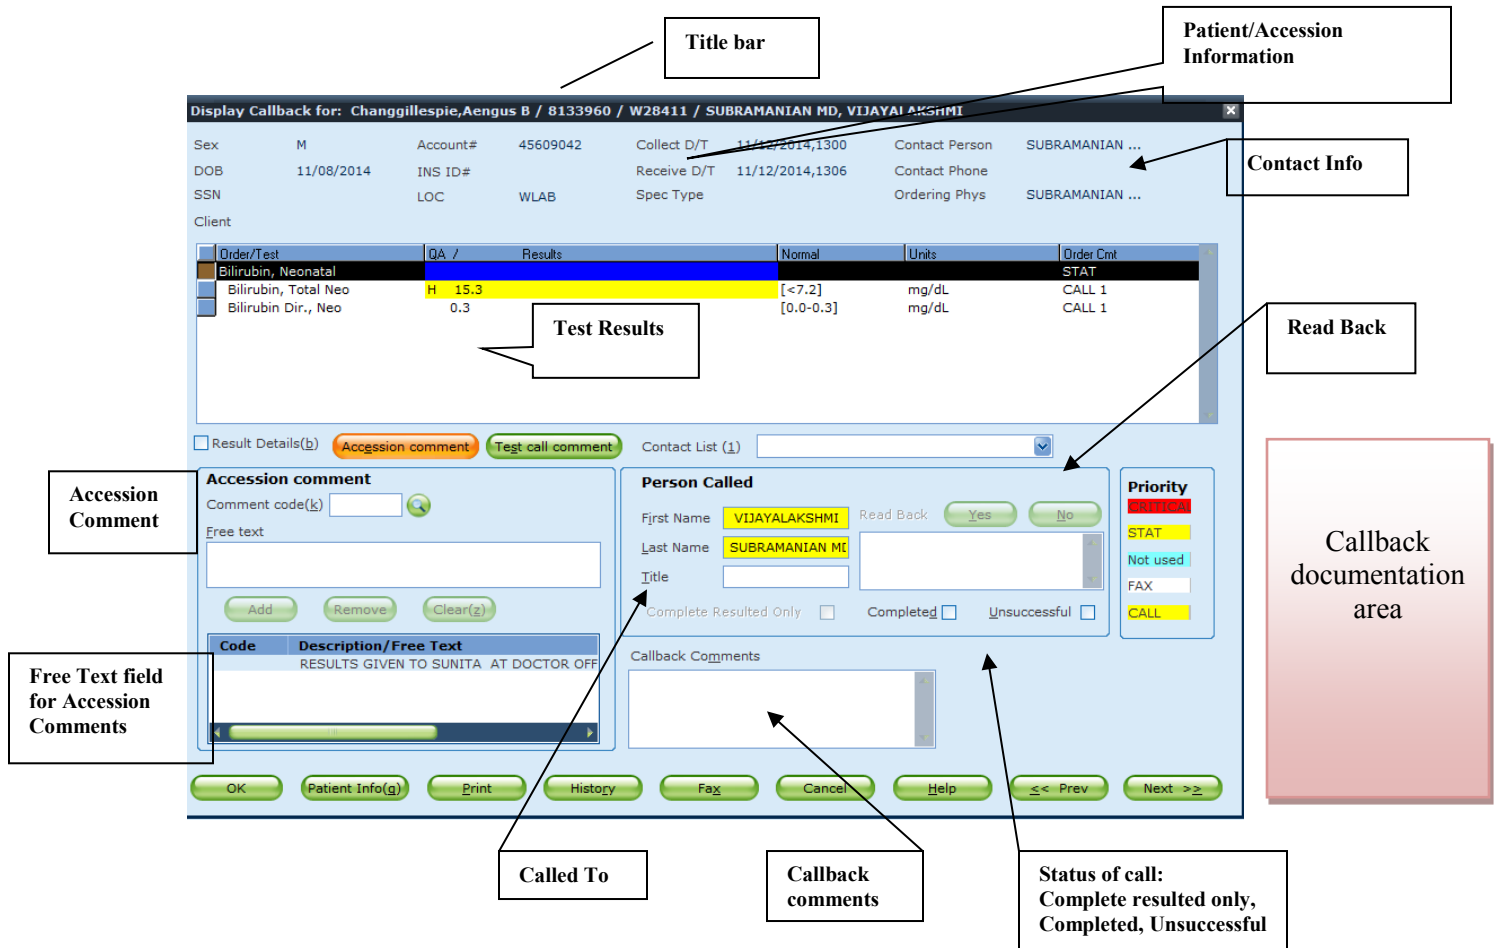 Title bar
Patient/Accession
Information
Display Callback for: Changgillespie,Aengus B / 8133960 / W28411 / SUBRAMANIAN MD, VIJAYALAKSHMI
Sex M Account# 45609042 Collect D/T 11/12/2014,1300 Contact Person SUBRAMANIAN ...
DOB 11/08/2014 INS ID# Receive D/T 11/12/2014,1306 Contact Phone
SSN LOC WLAB Spec Type Ordering Phys SUBRAMANIAN ...
Client
Contact Info
Order/Test QA / Results Normal Units Order Cmt
Bilirubin, Neonatal STAT
Bilirubin, Total Neo H 15.3 [<7.2] mg/dL CALL 1
Bilirubin Dir., Neo 0.3 [0.0-0.3] mg/dL CALL 1
Test Results
Read Back
Result Details(b) Accession comment Test call comment Contact List (1)
Accession
Comment
Accession comment
Comment code(k)
Free text
Add Remove Clear(z)
Code Description/Free Text
RESULTS GIVEN TO SUNITA AT DOCTOR OFF
Free Text field
for Accession
Comments
Person Called
First Name VIJAYALAKSHMI Read Back Yes No
Last Name SUBRAMANIAN MD
Title
Complete Resulted Only Completed Unsuccessful
Callback Comments
Priority
CRITICAL
STAT
Not used
FAX
CALL
Callback
documentation
area
OK Patient Info(q) Print History Fax Cancel Help << Prev Next >>
Called To
Callback
comments
Status of call:
Complete resulted only,
Completed, Unsuccessful